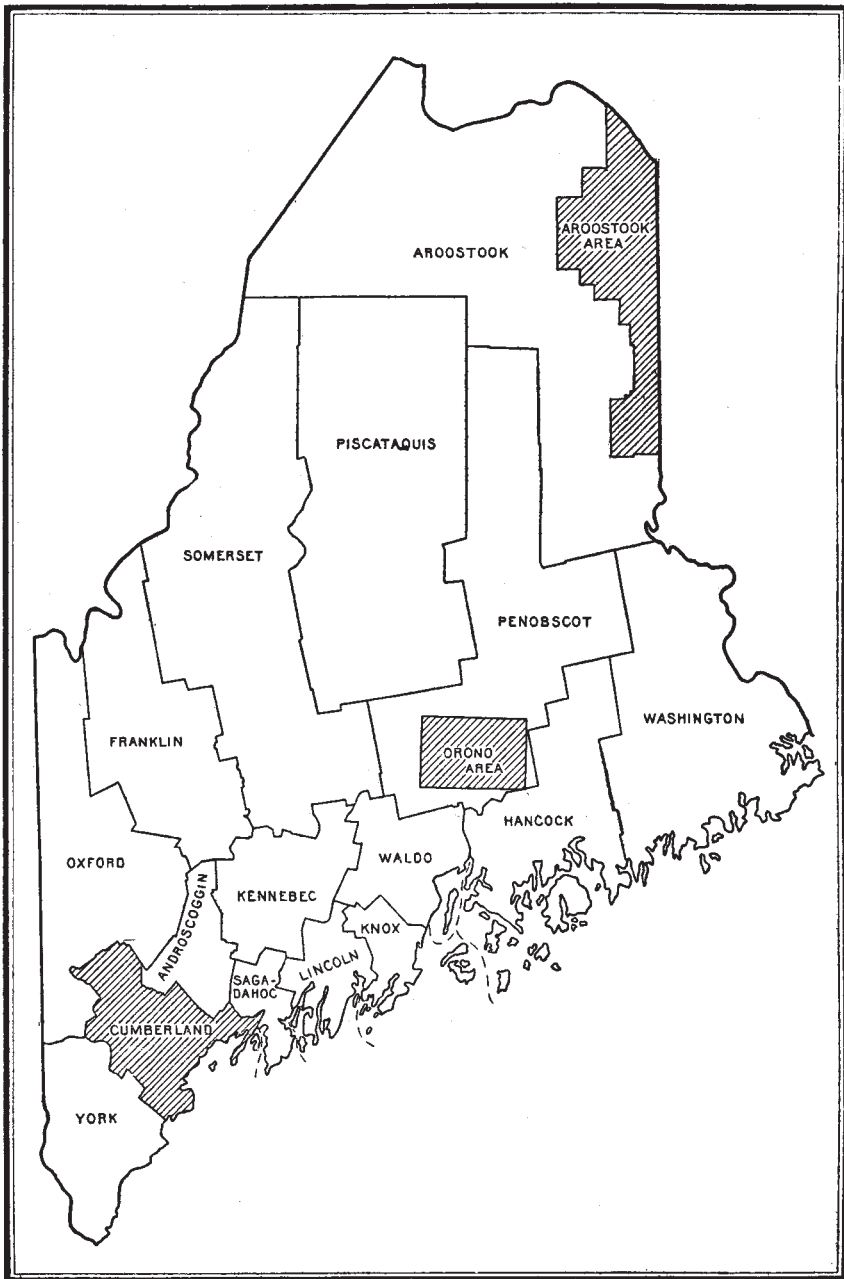 AROOSTOOK
AROOSTOOK
AREA
PISCATAQUIS
SOMERSET
PENOBSCOT
WASHINGTON
FRANKLIN
ORONO
AREA
HANCOCK
OXFORD
WALDO
KENNEBEC
ANDROSCOGGIN
KNOX
LINCOLN
SAGA-
DAHOC
CUMBERLAND
YORK